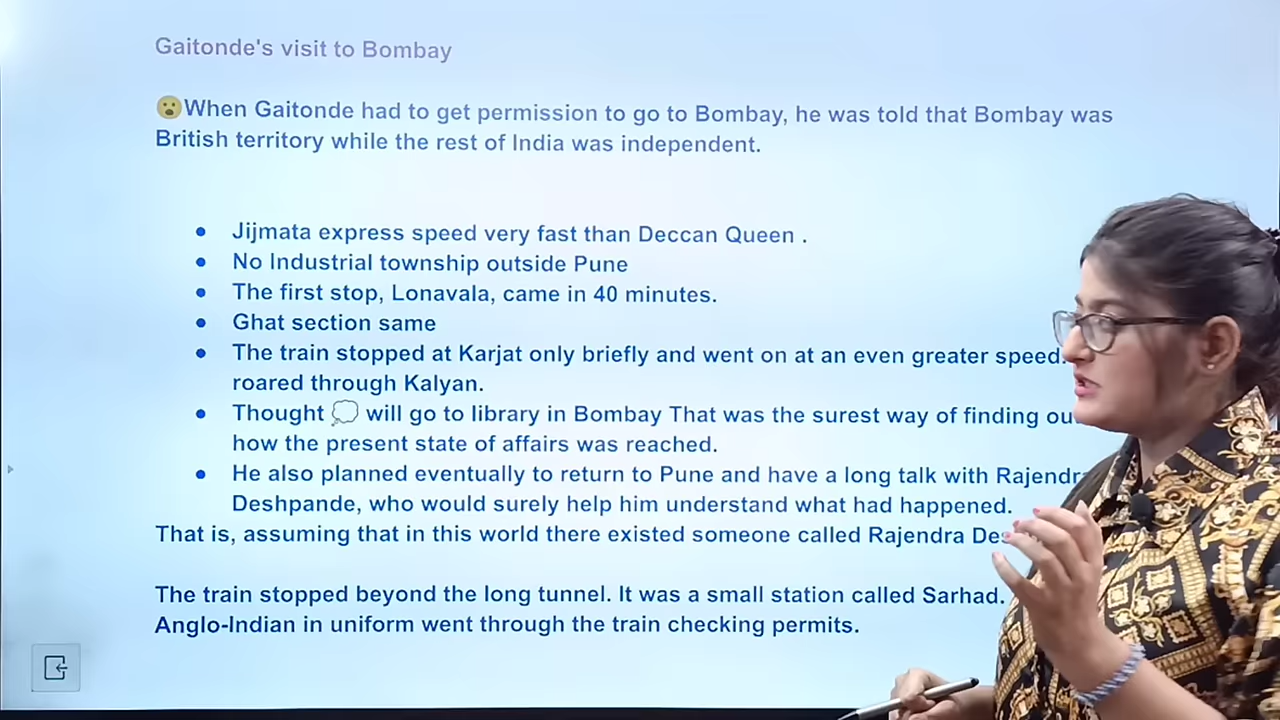 Gaitonde's visit to Bombay
😮When Gaitonde had to get permission to go to Bombay, he was told that Bombay was
British territory while the rest of India was independent.
• Jijmata express speed very fast than Deccan Queen .
• No Industrial township outside Pune
• The first stop, Lonavala, came in 40 minutes.
• Ghat section same
• The train stopped at Karjat only briefly and went on at an even greater speed.
roared through Kalyan.
• Thought 💭 will go to library in Bombay That was the surest way of finding
how the present state of affairs was reached.
• He also planned eventually to return to Pune and have a long talk with
Deshpande, who would surely help him understand what had happened.
That is, assuming that in this world there existed someone called Rajendra
The train stopped beyond the long tunnel. It was a small station called Sarhad.
Anglo-Indian in uniform went through the train checking permits.